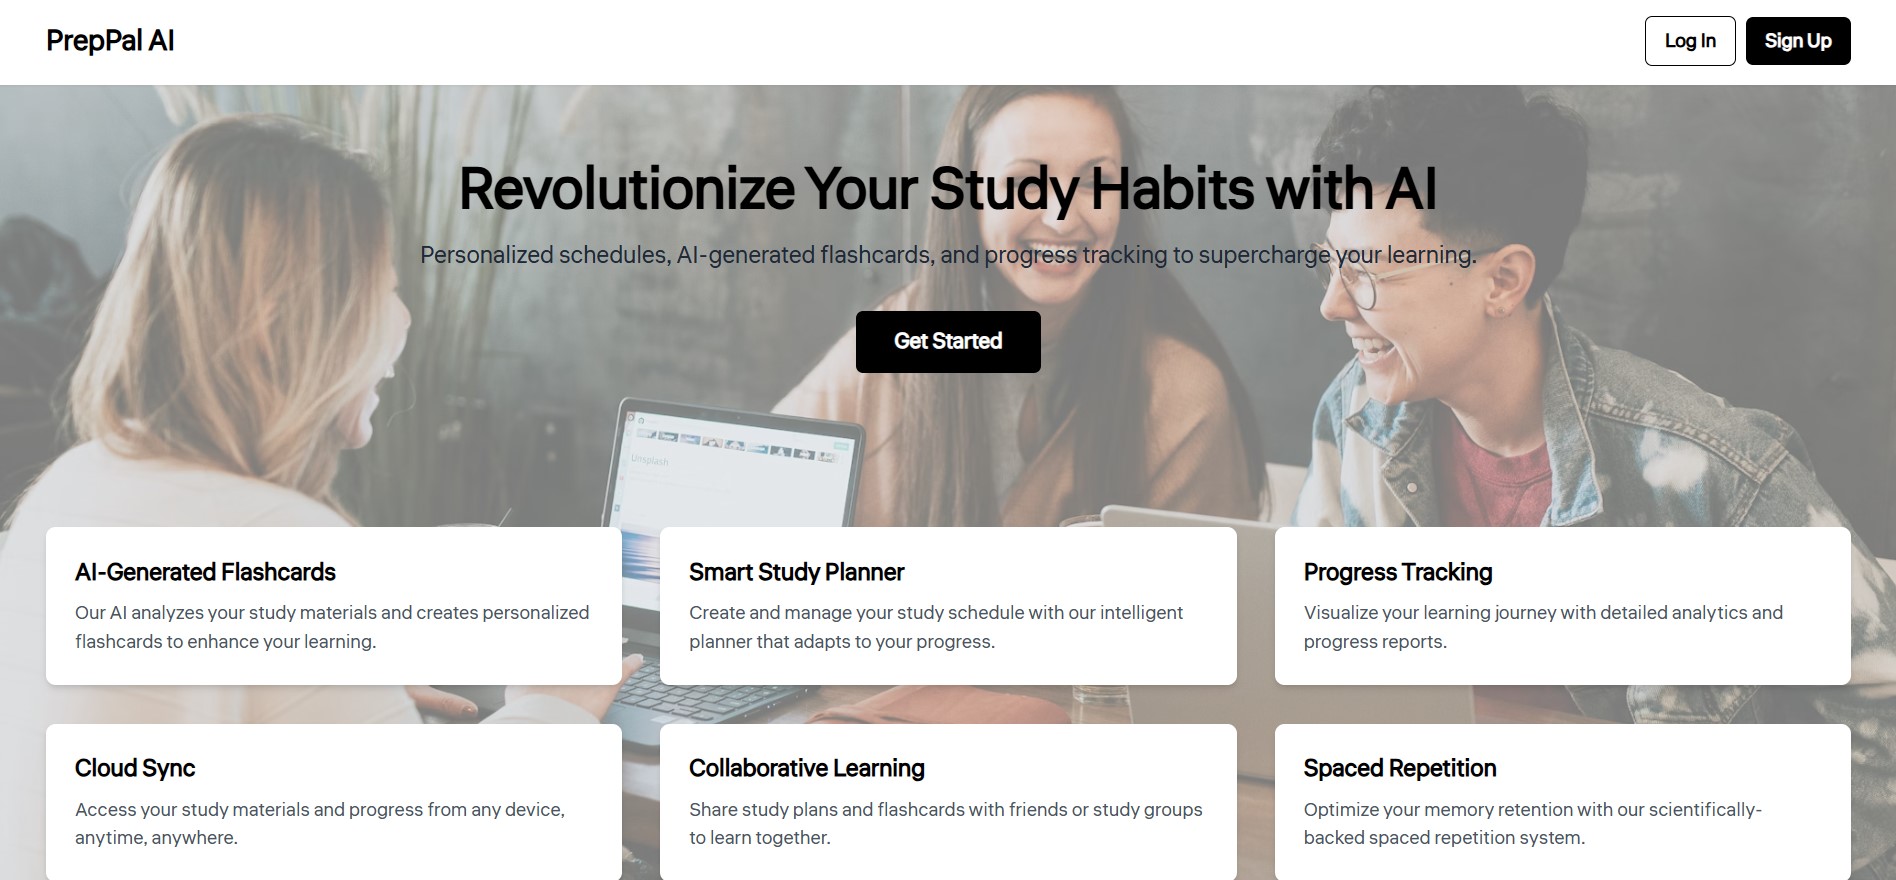 PrepPal AI
Log In
Sign Up
Revolutionize Your Study Habits with AI
Personalized schedules, AI-generated flashcards, and progress tracking to supercharge your learning.
Get Started
Unsplash
AI-Generated Flashcards
Our AI analyzes your study materials and creates personalized
flashcards to enhance your learning.
Smart Study Planner
Create and manage your study schedule with our intelligent
planner that adapts to your progress.
Progress Tracking
Visualize your learning journey with detailed analytics and
progress reports.
Cloud Sync
Access your study materials and progress from any device,
anytime, anywhere.
Collaborative Learning
Share study plans and flashcards with friends or study groups
to learn together.
Spaced Repetition
Optimize your memory retention with our scientifically-
backed spaced repetition system.